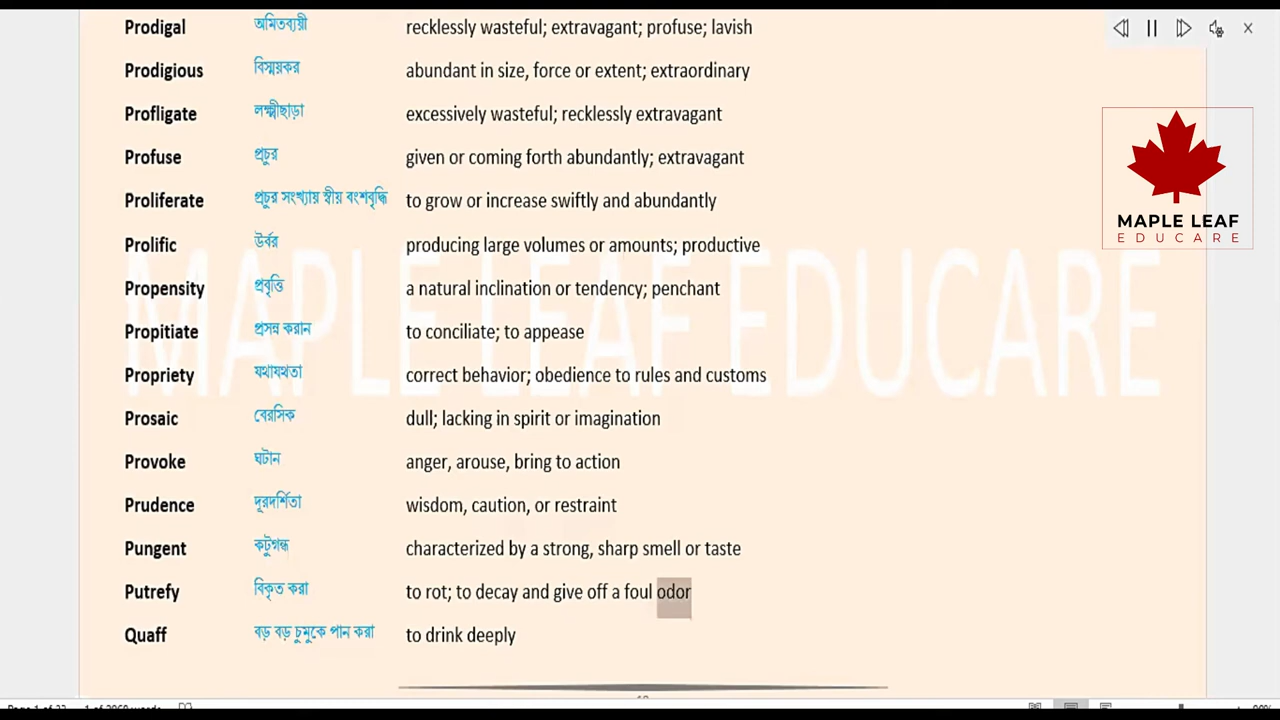 Prodigal অমিতব্যয়ী recklessly wasteful; extravagant; profuse; lavish
Prodigious বিস্ময়কর abundant in size, force or extent; extraordinary
Profligate লক্ষ্মীছাড়া excessively wasteful; recklessly extravagant
Profuse প্রচুর given or coming forth abundantly; extravagant
Proliferate প্রচুর সংখ্যায় স্বীয় বংশবৃদ্ধি to grow or increase swiftly and abundantly
Prolific উর্বর producing large volumes or amounts; productive
Propensity প্রবৃত্তি a natural inclination or tendency; penchant
Propitiate প্রসন্ন করান to conciliate; to appease
Propriety যথাযথতা correct behavior; obedience to rules and customs
Prosaic বেরসিক dull; lacking in spirit or imagination
Provoke ঘটান anger, arouse, bring to action
Prudence দূরদর্শিতা wisdom, caution, or restraint
Pungent কটুগন্ধ characterized by a strong, sharp smell or taste
Putrefy বিকৃত করা to rot; to decay and give off a foul odor
Quaff বড় বড় চুমুকে পান করা to drink deeply
MAPLE LEAF
EDUCARE
MAPLE LEAF EDUCARE